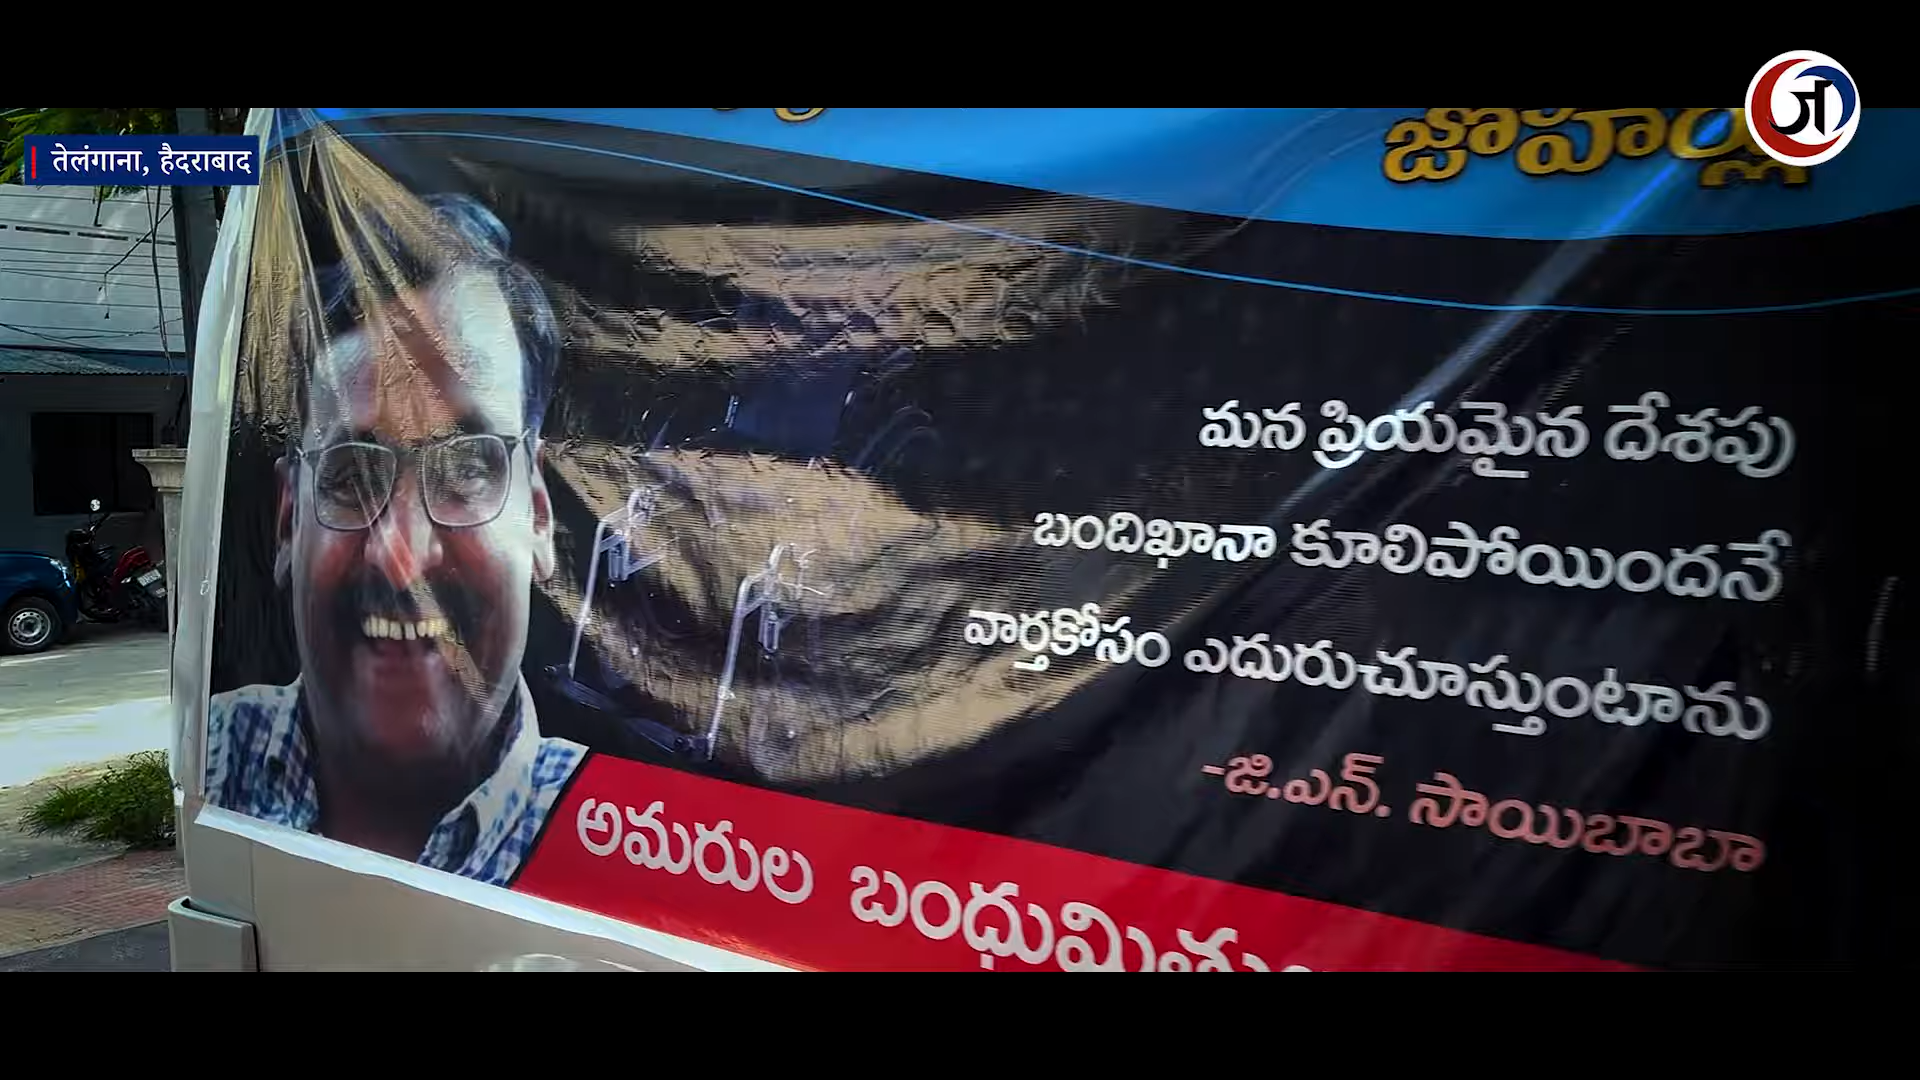 జోహార్లు
तेलंगाना, हैदराबाद
మన ప్రియమైన దేశపు
బందిఖానా కూలిపోయిందనే
వార్తకోసం ఎదురుచూస్తుంటాను
-జి.ఎన్. సాయిబాబా
అమరుల